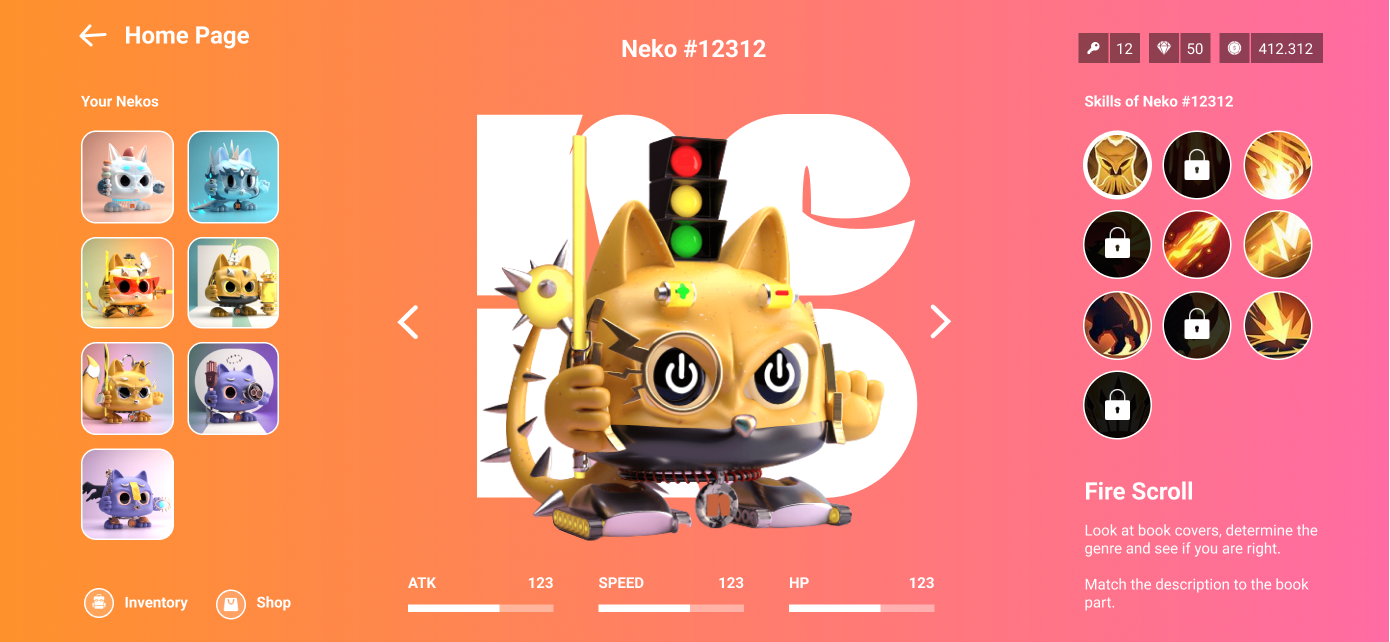 Home Page
Neko #12312
12
50
412.312
Your Nekos
Skills of Neko #12312
Fire Scroll
Look at book covers, determine the
genre and see if you are right.
Match the description to the book
part.
ATK 123
SPEED 123
HP 123
Inventory
Shop